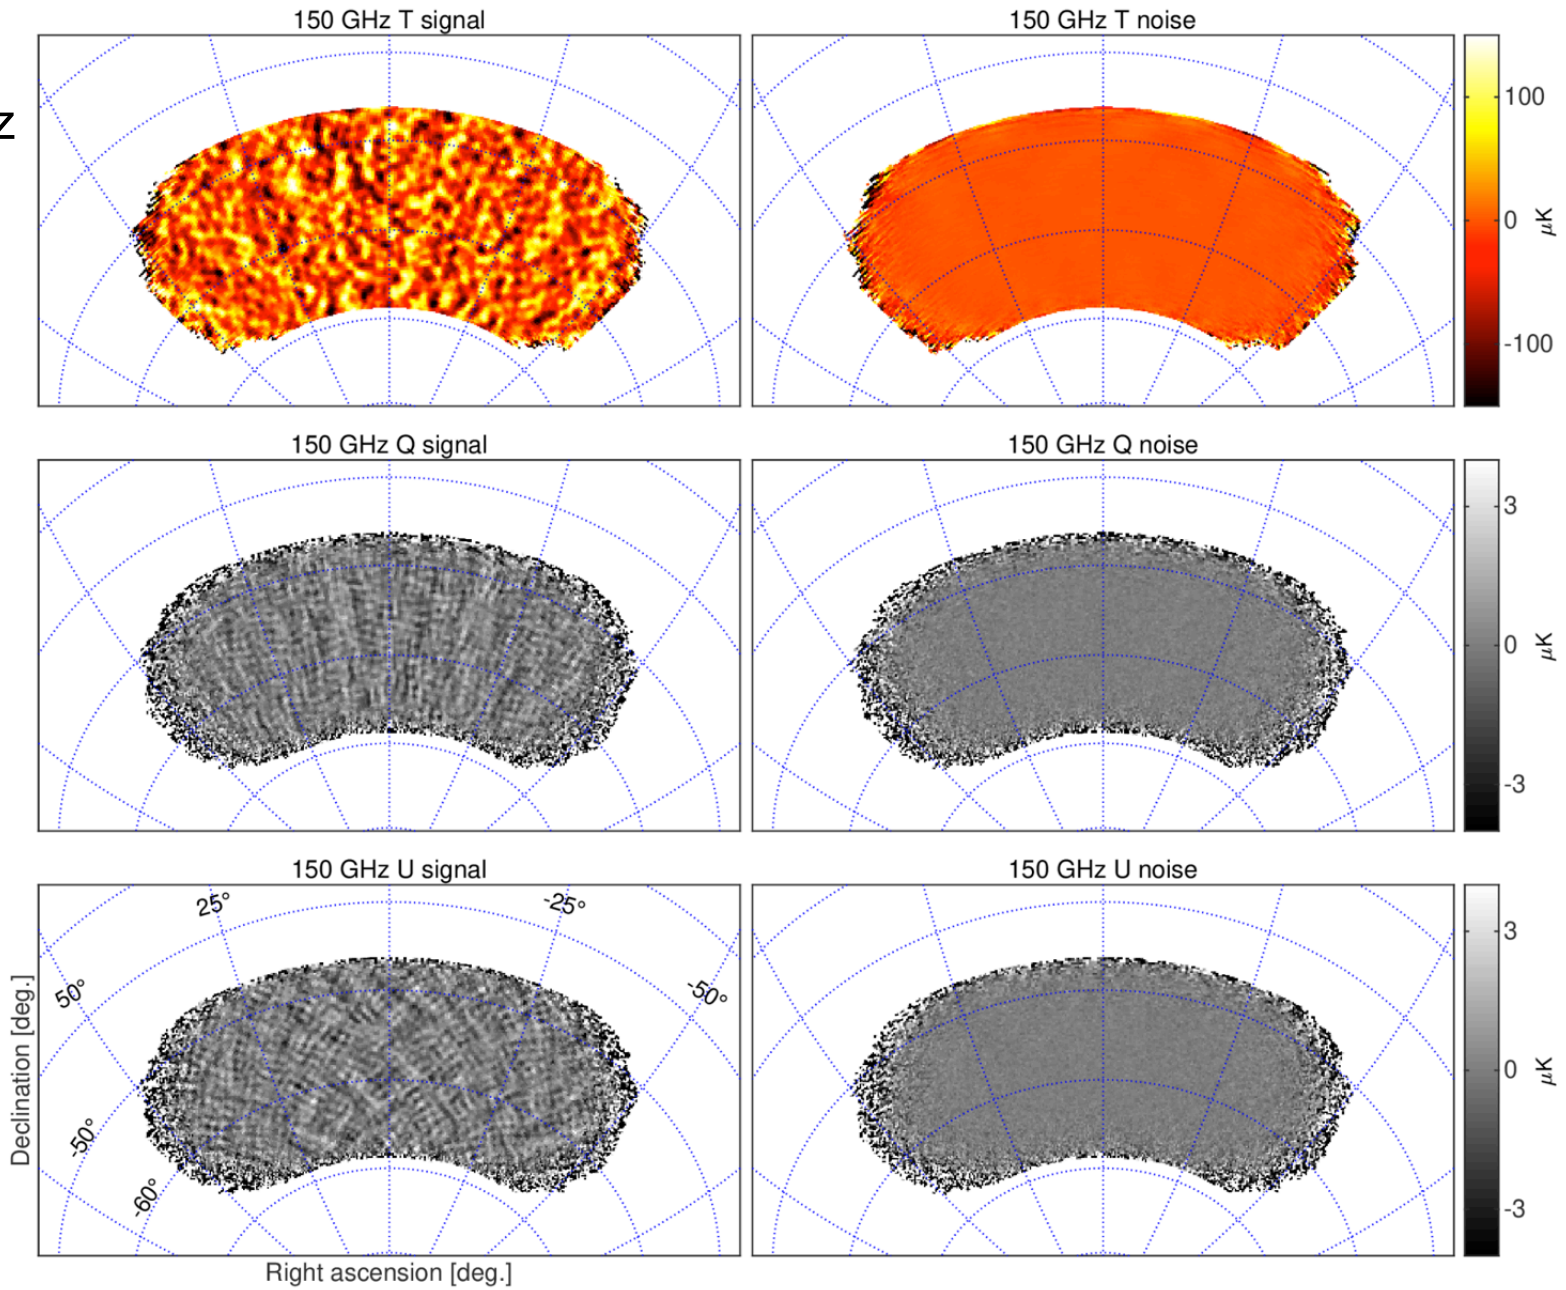 150 GHz T signal
150 GHz T noise
z
100
0
-100
μK
150 GHz Q signal
150 GHz Q noise
3
0
-3
μK
150 GHz U signal
150 GHz U noise
25°
-25°
50°
-50°
-50°
-60°
3
0
-3
μK
Declination [deg.]
Right ascension [deg.]